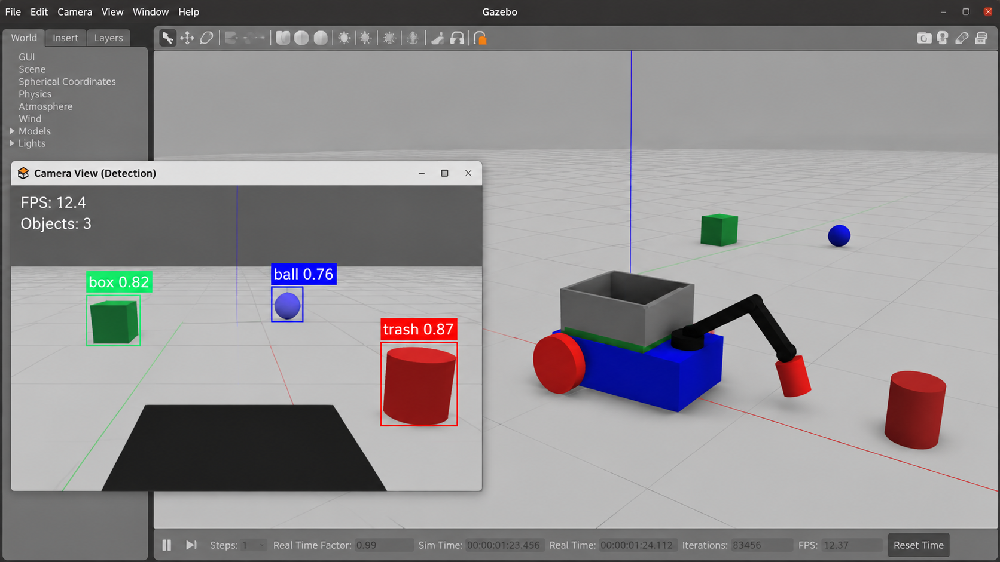 File Edit Camera View Window Help
Gazebo
World Insert Layers
GUI
Scene
Spherical Coordinates
Physics
Atmosphere
Wind
Models
Lights
Camera View (Detection)
FPS: 12.4
Objects: 3
box 0.82
ball 0.76
trash 0.87
Steps: 1 Real Time Factor: 0.99 Sim Time: 00:00:01:23.456 Real Time: 00:00:01:24.112 Iterations: 83456 FPS: 12.37 Reset Time